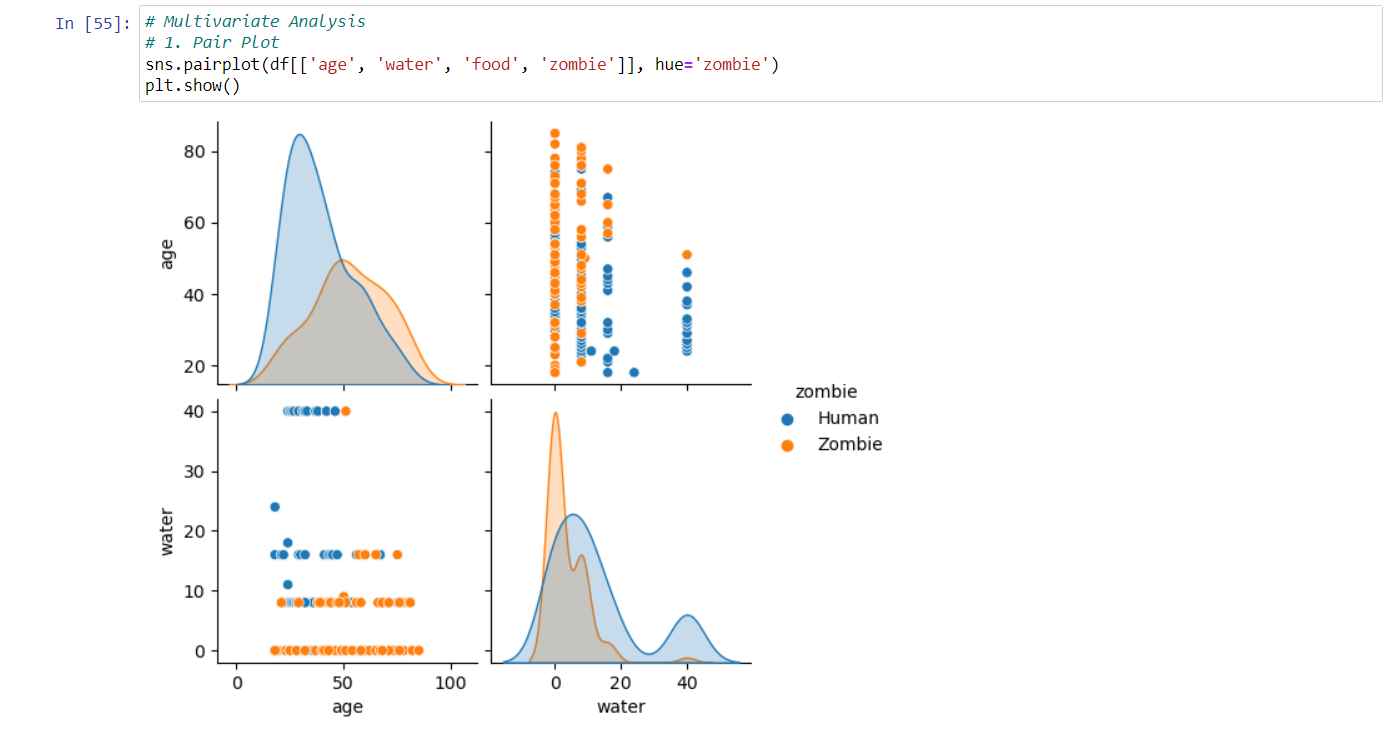 In [55]:
# Multivariate Analysis
# 1. Pair Plot
sns.pairplot(df[['age', 'water', 'food', 'zombie']], hue='zombie')
plt.show()
80
60
40
20
age
40
30
20
10
0
water
0 50 100
age
0 20 40
water
zombie
Human
Zombie